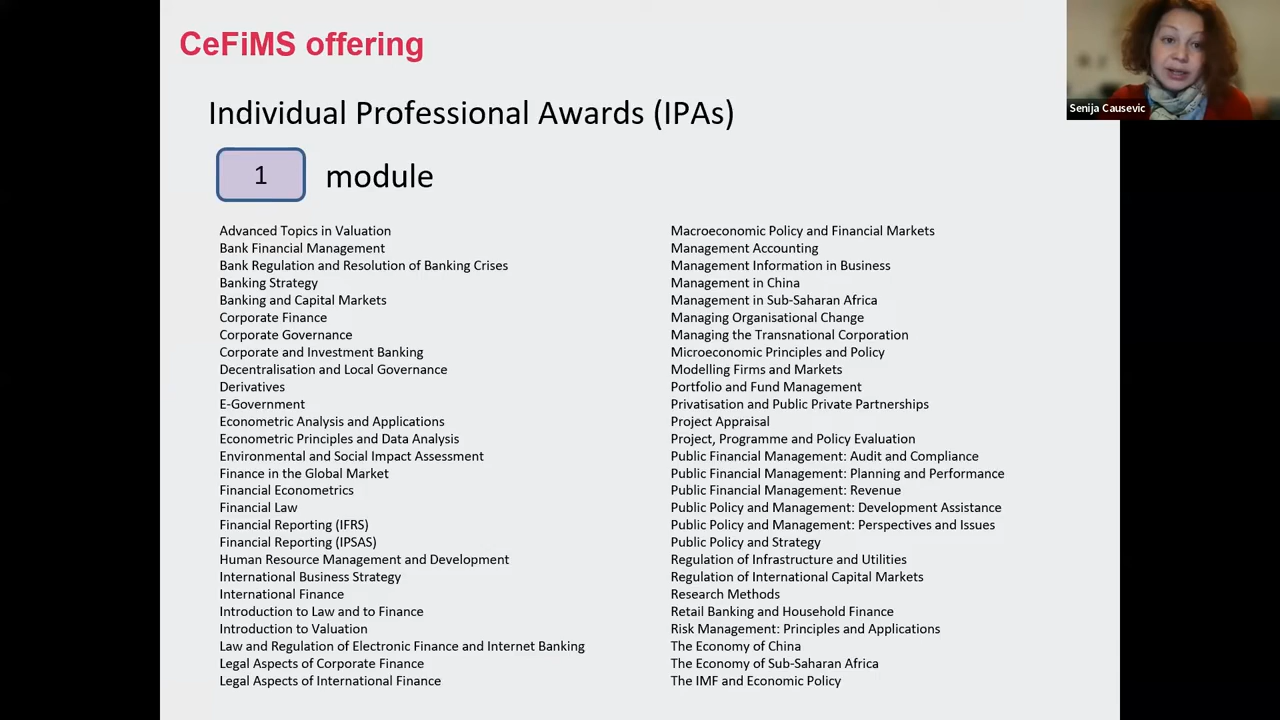 CeFiMS offering
Senija Causevic
Individual Professional Awards (IPAs)
1 module
Advanced Topics in Valuation
Bank Financial Management
Bank Regulation and Resolution of Banking Crises
Banking Strategy
Banking and Capital Markets
Corporate Finance
Corporate Governance
Corporate and Investment Banking
Decentralisation and Local Governance
Derivatives
E-Government
Econometric Analysis and Applications
Econometric Principles and Data Analysis
Environmental and Social Impact Assessment
Finance in the Global Market
Financial Econometrics
Financial Law
Financial Reporting (IFRS)
Financial Reporting (IPSAS)
Human Resource Management and Development
International Business Strategy
International Finance
Introduction to Law and to Finance
Introduction to Valuation
Law and Regulation of Electronic Finance and Internet Banking
Legal Aspects of Corporate Finance
Legal Aspects of International Finance
Macroeconomic Policy and Financial Markets
Management Accounting
Management Information in Business
Management in China
Management in Sub-Saharan Africa
Managing Organisational Change
Managing the Transnational Corporation
Microeconomic Principles and Policy
Modelling Firms and Markets
Portfolio and Fund Management
Privatisation and Public Private Partnerships
Project Appraisal
Project, Programme and Policy Evaluation
Public Financial Management: Audit and Compliance
Public Financial Management: Planning and Performance
Public Financial Management: Revenue
Public Policy and Management: Development Assistance
Public Policy and Management: Perspectives and Issues
Public Policy and Strategy
Regulation of Infrastructure and Utilities
Regulation of International Capital Markets
Research Methods
Retail Banking and Household Finance
Risk Management: Principles and Applications
The Economy of China
The Economy of Sub-Saharan Africa
The IMF and Economic Policy